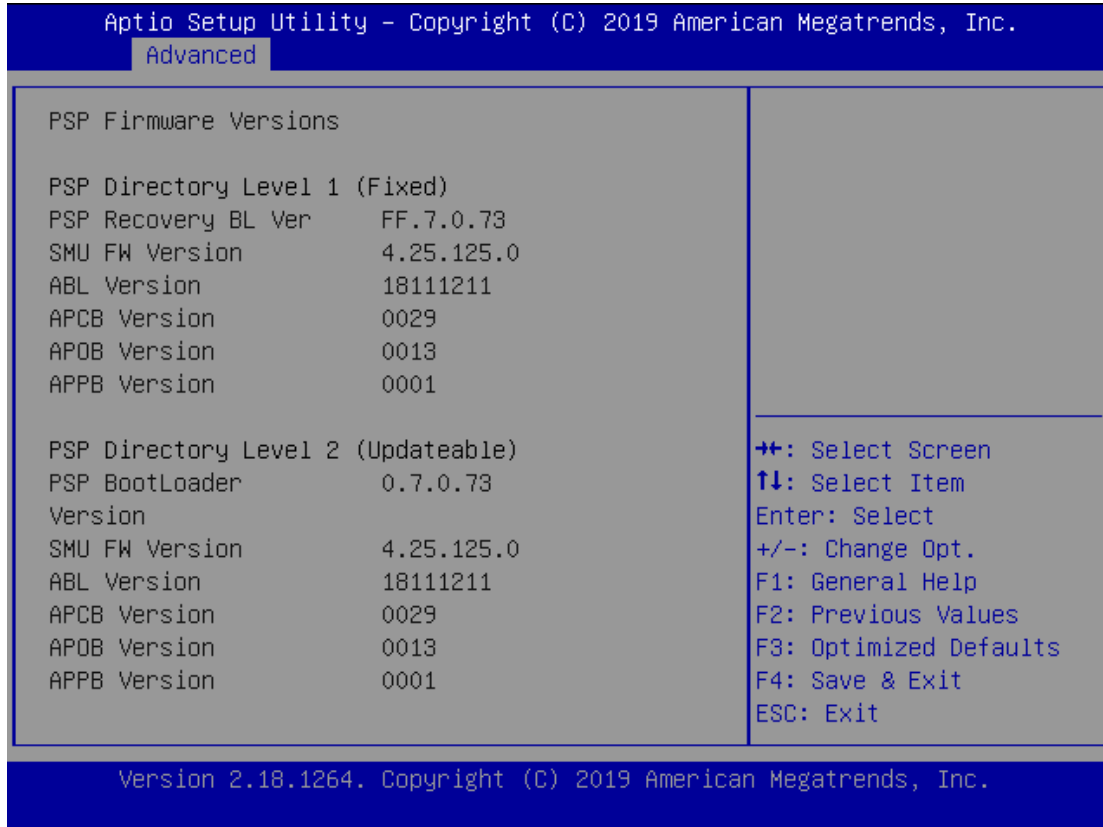 Aptio Setup Utility – Copyright (C) 2019 American Megatrends, Inc.
Advanced
PSP Firmware Versions
PSP Directory Level 1 (Fixed)
PSP Recovery BL Ver FF.7.0.73
SMU FW Version 4.25.125.0
ABL Version 18111211
APCB Version 0029
APOB Version 0013
APPB Version 0001
PSP Directory Level 2 (Updateable)
PSP BootLoader 0.7.0.73
Version
SMU FW Version 4.25.125.0
ABL Version 18111211
APCB Version 0029
APOB Version 0013
APPB Version 0001
→←: Select Screen
↑↓: Select Item
Enter: Select
+/-: Change Opt.
F1: General Help
F2: Previous Values
F3: Optimized Defaults
F4: Save & Exit
ESC: Exit
Version 2.18.1264. Copyright (C) 2019 American Megatrends, Inc.